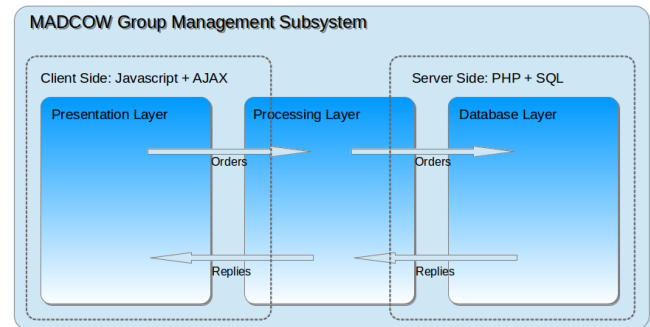 MADCOW Group Management Subsystem
Client Side: Javascript + AJAX
Server Side: PHP + SQL
Presentation Layer
Processing Layer
Database Layer
Orders
Orders
Replies
Replies